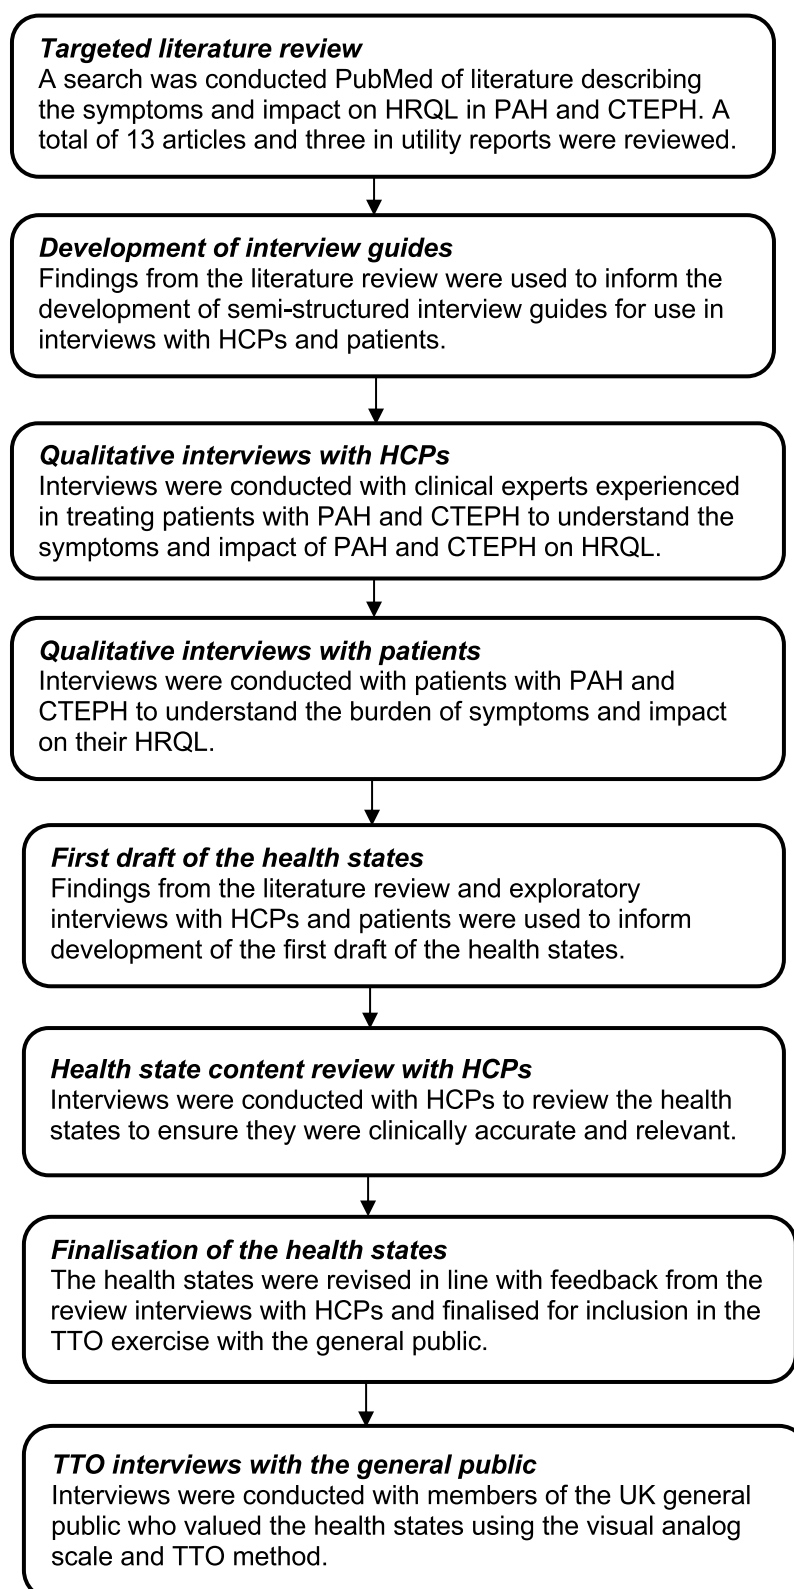 Targeted literature review
A search was conducted PubMed of literature describing
the symptoms and impact on HRQL in PAH and CTEPH. A
total of 13 articles and three in utility reports were reviewed.
Development of interview guides
Findings from the literature review were used to inform the
development of semi-structured interview guides for use in
interviews with HCPs and patients.
Qualitative interviews with HCPs
Interviews were conducted with clinical experts experienced
in treating patients with PAH and CTEPH to understand the
symptoms and impact of PAH and CTEPH on HRQL.
Qualitative interviews with patients
Interviews were conducted with patients with PAH and
CTEPH to understand the burden of symptoms and impact
on their HRQL.
First draft of the health states
Findings from the literature review and exploratory
interviews with HCPs and patients were used to inform
development of the first draft of the health states.
Health state content review with HCPs
Interviews were conducted with HCPs to review the health
states to ensure they were clinically accurate and relevant.
Finalisation of the health states
The health states were revised in line with feedback from the
review interviews with HCPs and finalised for inclusion in the
TTO exercise with the general public.
TTO interviews with the general public
Interviews were conducted with members of the UK general
public who valued the health states using the visual analog
scale and TTO method.